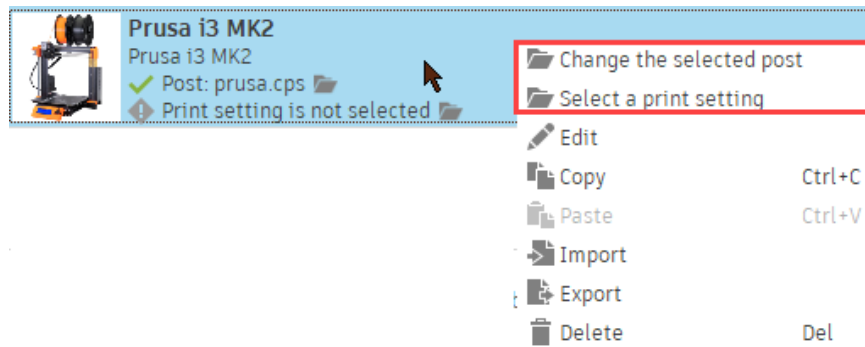 Prusa i3 MK2
Prusa i3 MK2
Post: prusa.cps
Print setting is not selected
Change the selected post
Select a print setting
Edit
Copy Ctrl+C
Paste Ctrl+V
Import
Export
Delete Del